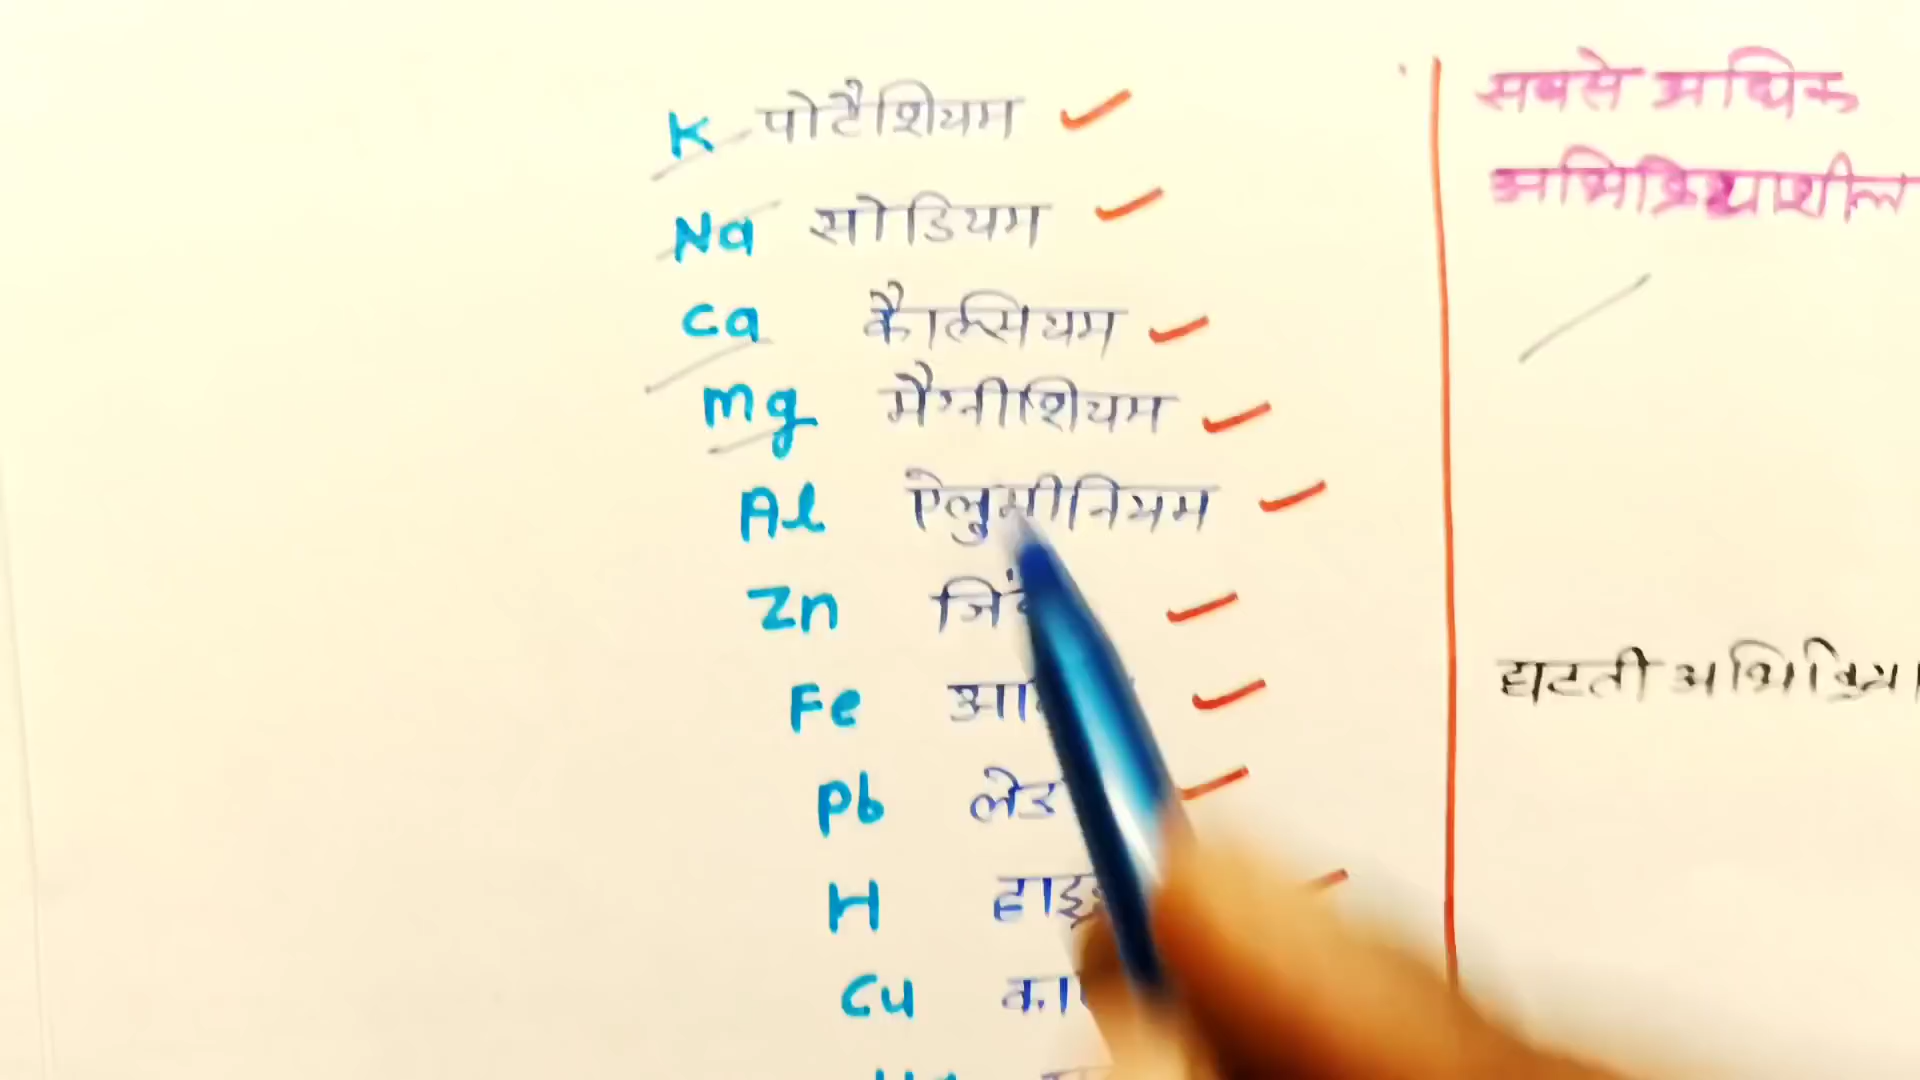 K पोटैशियम
Na सोडियम
Ca कैल्सियम
Mg मैग्नीशियम
Al ऐलुमीनियम
Zn
Fe
Pb
H
Cu
सबसे अधिक
अभिक्रियाशील
घटती